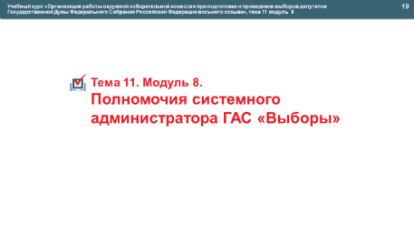 Учебный курс «Организация работы окружной избирательной комиссии при подготовке и проведении выборов депутатов
Государственной Думы Федерального Собрания Российской Федерации восьмого созыва», тема 11 модуль 8
19
Тема 11. Модуль 8.
Полномочия системного
администратора ГАС «Выборы»